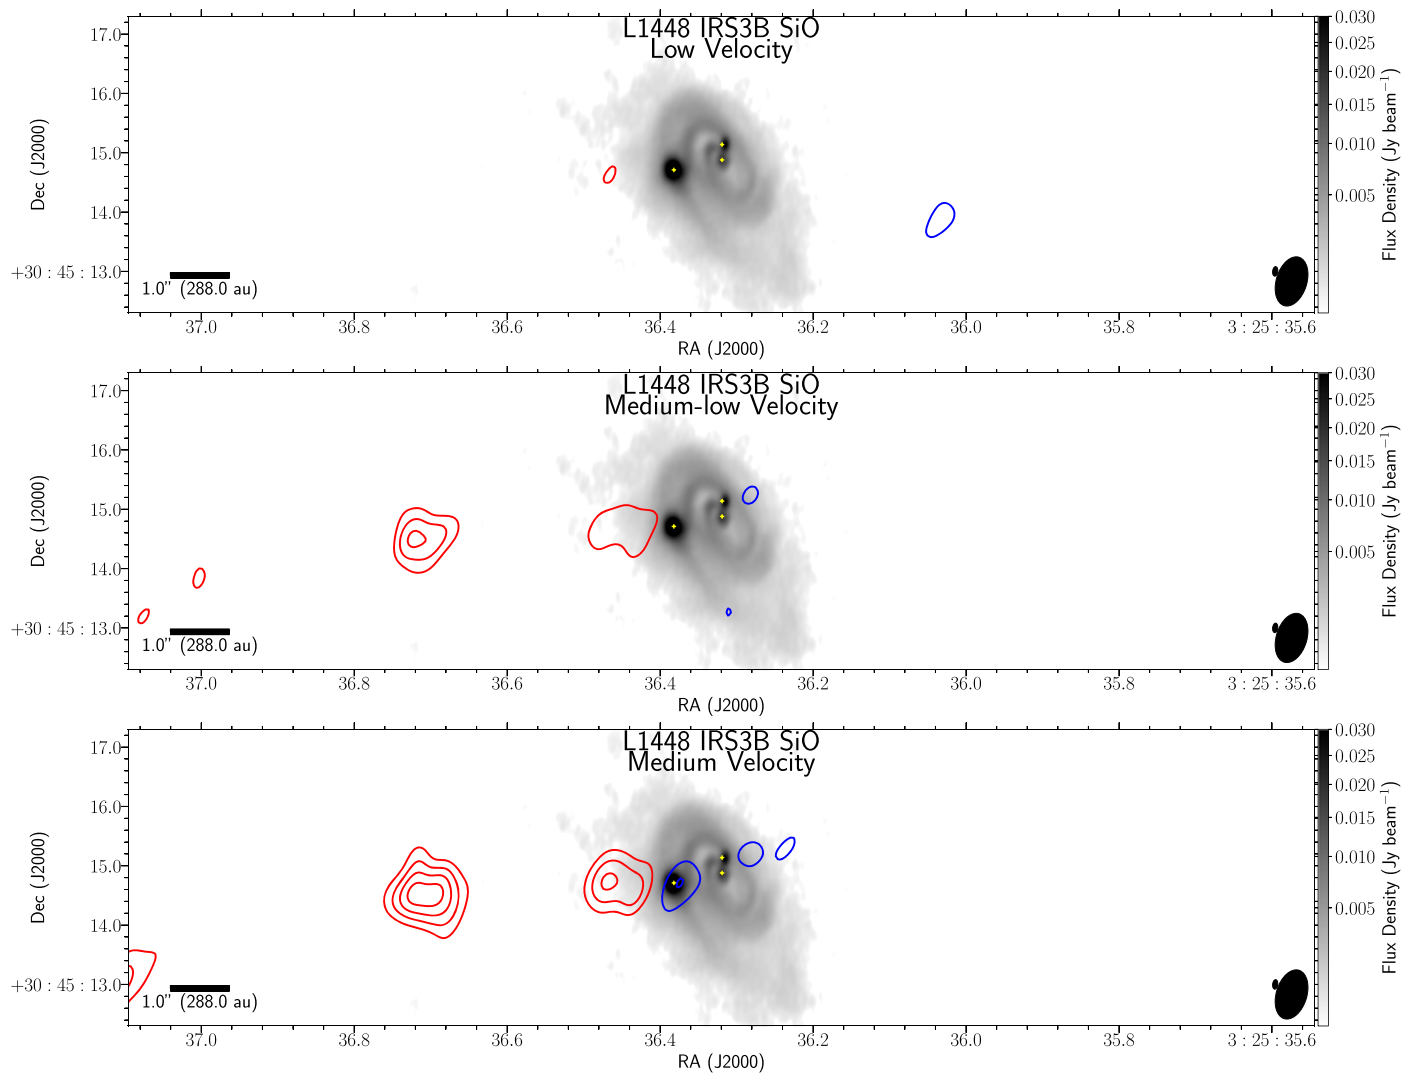 L1448 IRS3B SiO
Low Velocity
17.0
16.0
15.0
14.0
+30 : 45 : 13.0
Dec (J2000)
1.0" (288.0 au)
37.0 36.8 36.6 36.4 36.2 36.0 35.8 3 : 25 : 35.6
RA (J2000)
0.030
0.025
0.020
0.015
0.010
0.005
Flux Density (Jy beam⁻¹)
L1448 IRS3B SiO
Medium-low Velocity
17.0
16.0
15.0
14.0
+30 : 45 : 13.0
Dec (J2000)
1.0" (288.0 au)
37.0 36.8 36.6 36.4 36.2 36.0 35.8 3 : 25 : 35.6
RA (J2000)
0.030
0.025
0.020
0.015
0.010
0.005
Flux Density (Jy beam⁻¹)
L1448 IRS3B SiO
Medium Velocity
17.0
16.0
15.0
14.0
+30 : 45 : 13.0
Dec (J2000)
1.0" (288.0 au)
37.0 36.8 36.6 36.4 36.2 36.0 35.8 3 : 25 : 35.6
RA (J2000)
0.030
0.025
0.020
0.015
0.010
0.005
Flux Density (Jy beam⁻¹)